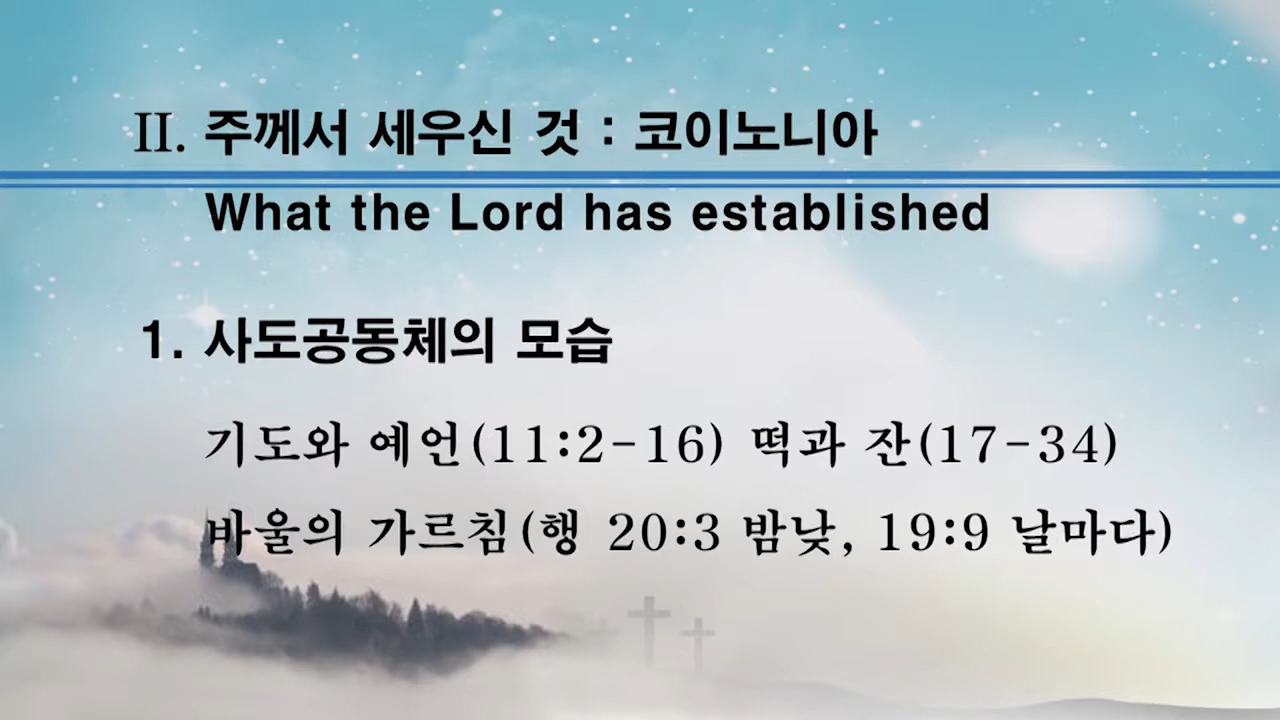 II. 주께서 세우신 것 : 코이노니아
What the Lord has established
1. 사도공동체의 모습
기도와 예언(11:2-16) 떡과 잔(17-34)
바울의 가르침(행 20:3 밤낮, 19:9 날마다)